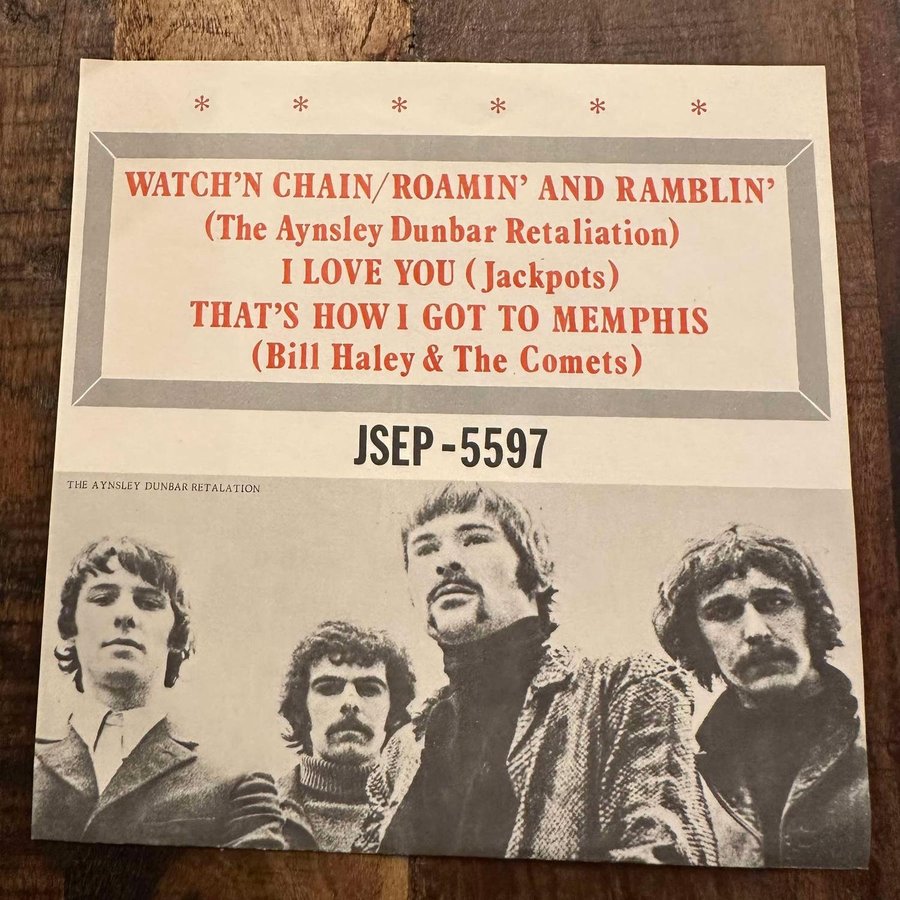 * * * * * *
WATCH'N CHAIN/ROAMIN' AND RAMBLIN'
(The Aynsley Dunbar Retaliation)
I LOVE YOU (Jackpots)
THAT'S HOW I GOT TO MEMPHIS
(Bill Haley & The Comets)
JSEP-5597
THE AYNSLEY DUNBAR RETALATION